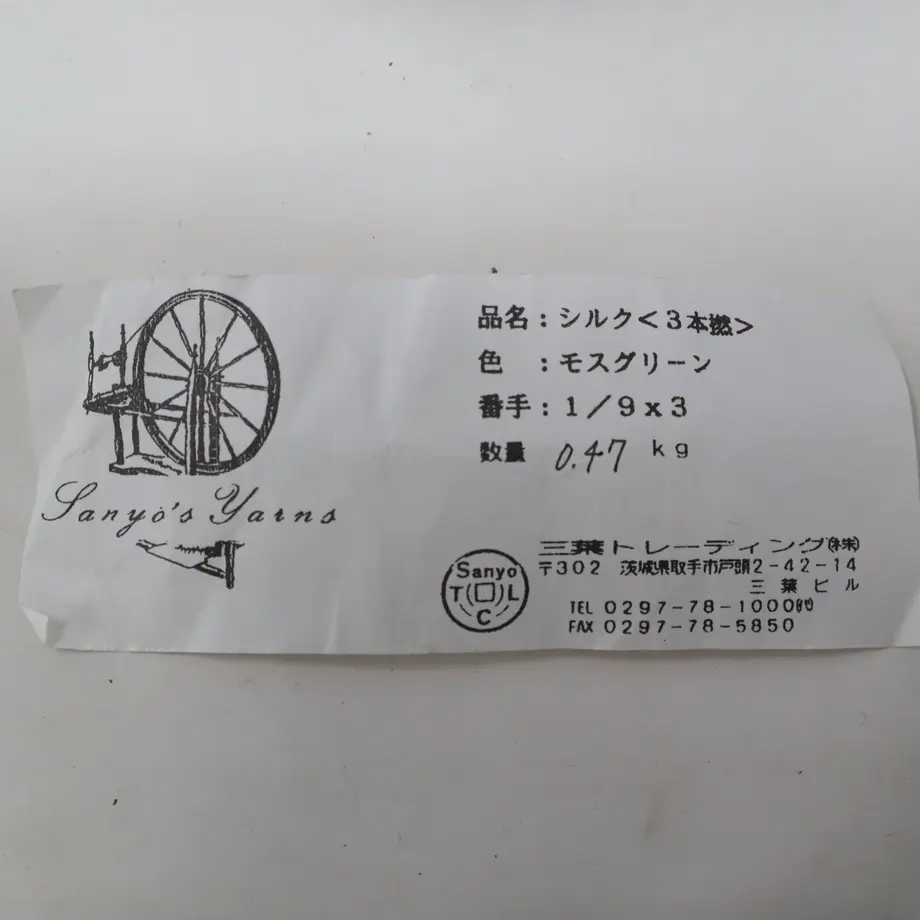 品名：シルク＜３本撚＞
色　：モスグリーン
番手：１／９ｘ３
数量 0.47 ｋｇ
Sanyo's Yarns
三葉トレーディング㈱
〒302 茨城県取手市戸頭2-42-14
三葉ビル
TEL 0297-78-1000㈹
FAX 0297-78-5850
Sanyo
T L
C